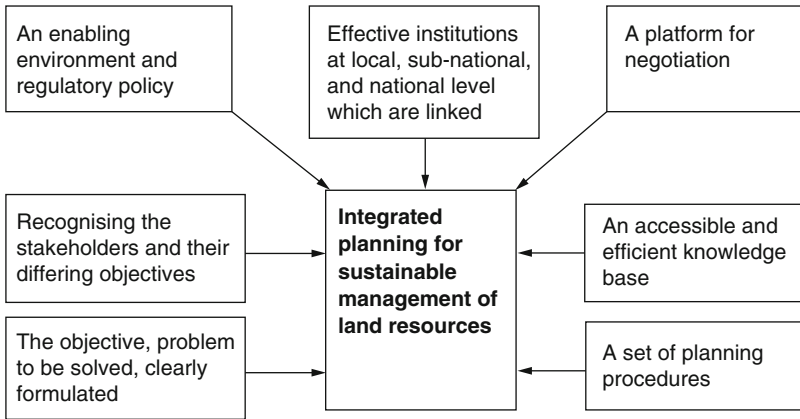 An enabling
environment and
regulatory policy
Effective institutions
at local, sub-national,
and national level
which are linked
A platform for
negotiation
Recognising the
stakeholders and their
differing objectives
Integrated
planning for
sustainable
management of
land resources
An accessible and
efficient knowledge
base
The objective, problem
to be solved, clearly
formulated
A set of planning
procedures